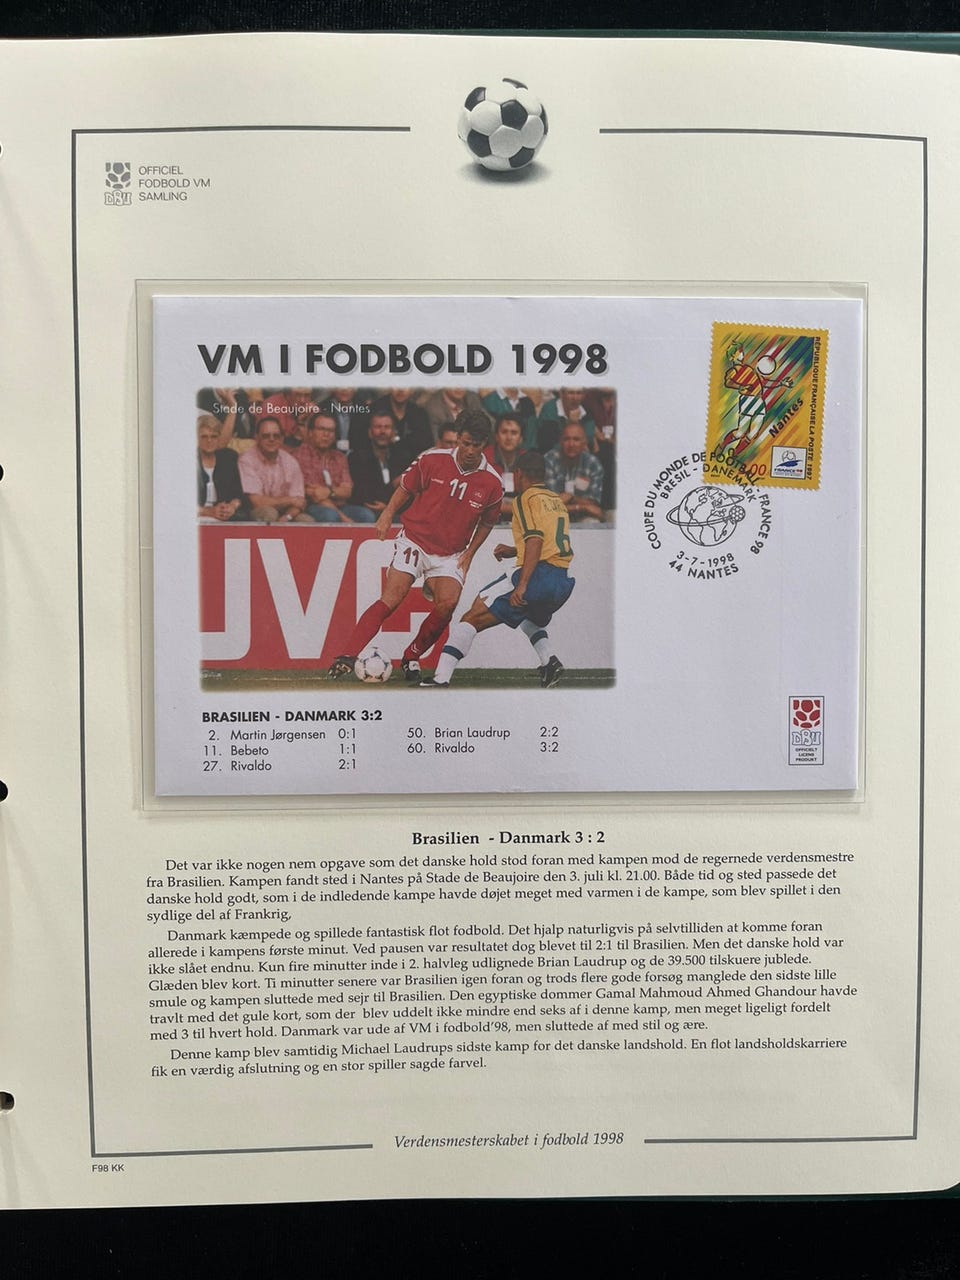 OFFICIEL
FODBOLD VM
SAMLING
DBU
VM I FODBOLD 1998
Stade de Beaujoire - Nantes
11
11
6
JVC
RÉPUBLIQUE FRANÇAISE LA POSTE 1997
Nantes
FRANCE 98
COUPE DU MONDE DE FOOTBALL - FRANCE 98
BRESIL - DANEMARK
3-7-1998
44 NANTES
BRASILIEN - DANMARK 3:2
2. Martin Jørgensen 0:1
11. Bebeto 1:1
27. Rivaldo 2:1
50. Brian Laudrup 2:2
60. Rivaldo 3:2
DBU
OFFICIELT
LICENS
PRODUKT
Brasilien - Danmark 3 : 2
Det var ikke nogen nem opgave som det danske hold stod foran med kampen mod de regernede verdensmestre
fra Brasilien. Kampen fandt sted i Nantes på Stade de Beaujoire den 3. juli kl. 21.00. Både tid og sted passede det
danske hold godt, som i de indledende kampe havde døjet meget med varmen i de kampe, som blev spillet i den
sydlige del af Frankrig,
Danmark kæmpede og spillede fantastisk flot fodbold. Det hjalp naturligvis på selvtilliden at komme foran
allerede i kampens første minut. Ved pausen var resultatet dog blevet til 2:1 til Brasilien. Men det danske hold var
ikke slået endnu. Kun fire minutter inde i 2. halvleg udlignede Brian Laudrup og de 39.500 tilskuere jublede.
Glæden blev kort. Ti minutter senere var Brasilien igen foran og trods flere gode forsøg manglede den sidste lille
smule og kampen sluttede med sejr til Brasilien. Den egyptiske dommer Gamal Mahmoud Ahmed Ghandour havde
travlt med det gule kort, som der blev uddelt ikke mindre end seks af i denne kamp, men meget ligeligt fordelt
med 3 til hvert hold. Danmark var ude af VM i fodbold'98, men sluttede af med stil og ære.
Denne kamp blev samtidig Michael Laudrups sidste kamp for det danske landshold. En flot landsholdskarriere
fik en værdig afslutning og en stor spiller sagde farvel.
Verdensmesterskabet i fodbold 1998
F98 KK